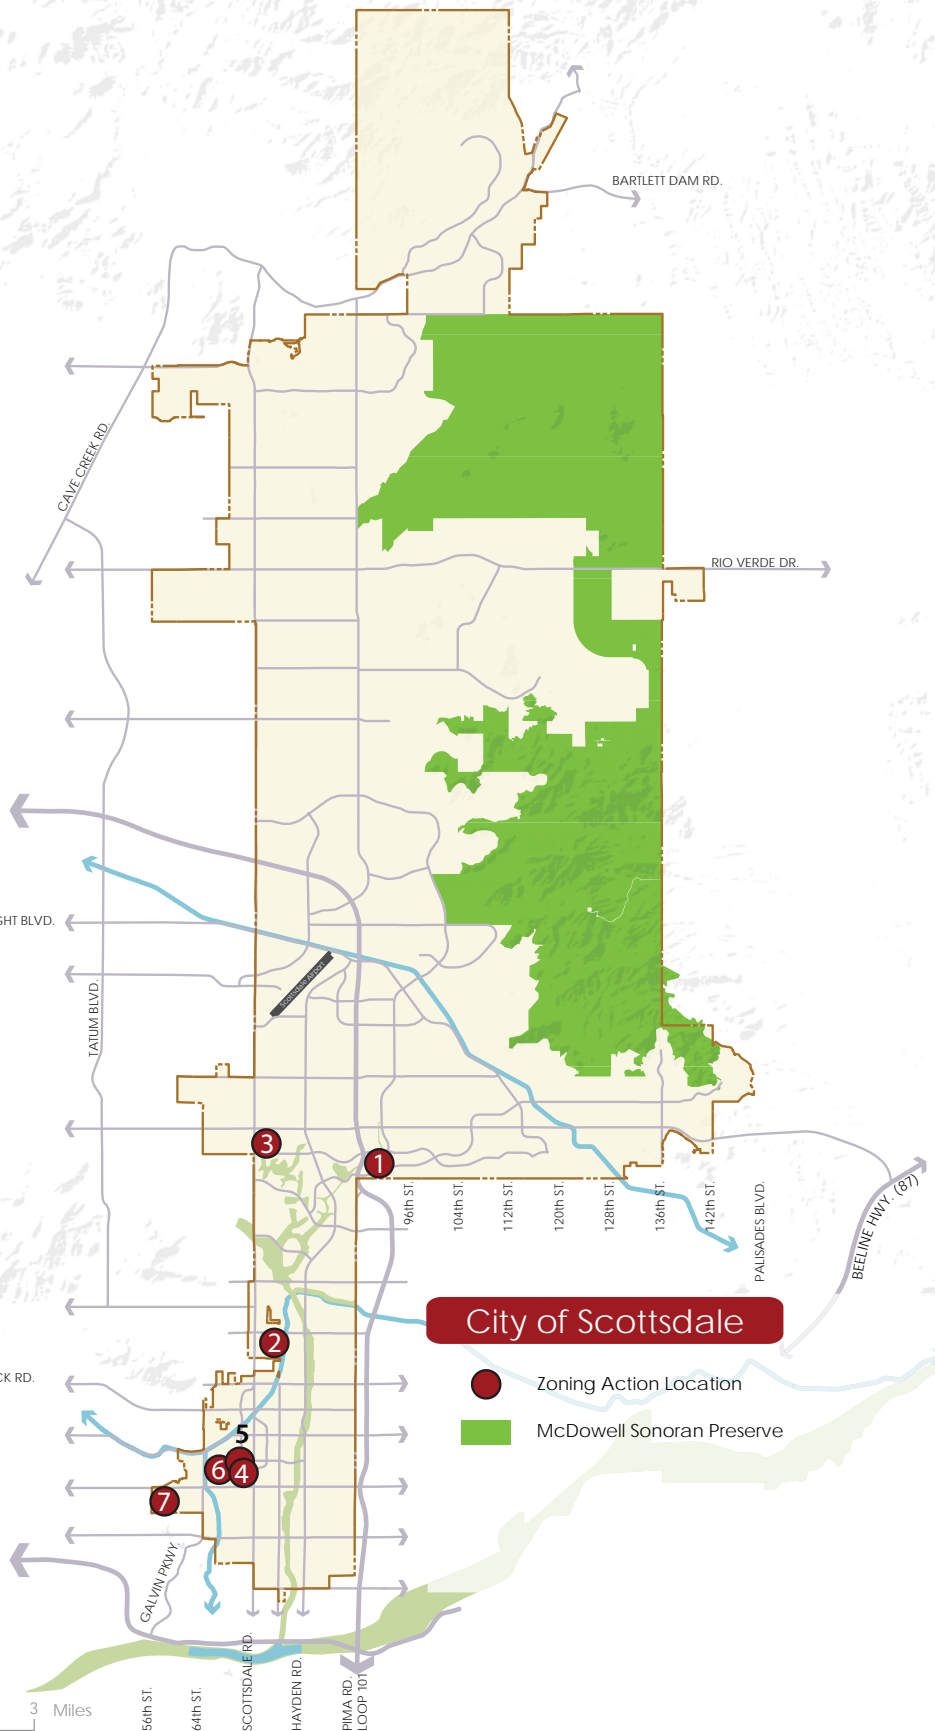 BARTLETT DAM RD.
CAVE CREEK RD.
RIO VERDE DR.
GHT BLVD.
Scottsdale Airport
TATUM BLVD.
3
1
96th ST.
104th ST.
112th ST.
120th ST.
128th ST.
136th ST.
142th ST.
PALISADES BLVD.
BEELINE HWY. (87)
City of Scottsdale
2
CK RD.
Zoning Action Location
McDowell Sonoran Preserve
5
6
4
7
GALVIN PKWY.
3 Miles
56th ST.
64th ST.
SCOTTSDALE RD.
HAYDEN RD.
PIMA RD.
LOOP 101